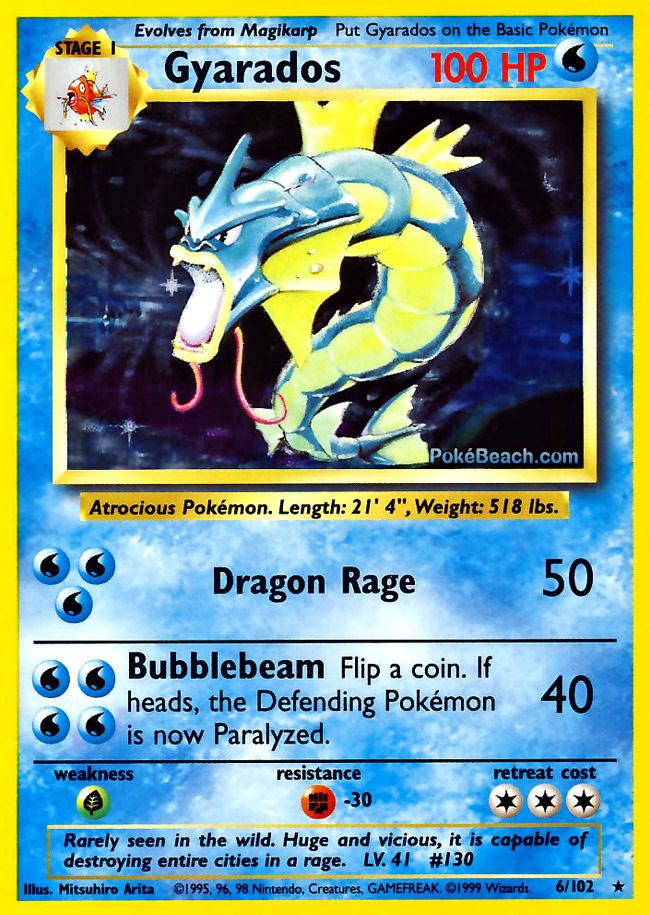 Evolves from Magikarp Put Gyarados on the Basic Pokémon
STAGE 1
Gyarados 100 HP
PokéBeach.com
Atrocious Pokémon. Length: 21' 4", Weight: 518 lbs.
Dragon Rage 50
Bubblebeam Flip a coin. If
heads, the Defending Pokémon 40
is now Paralyzed.
weakness resistance retreat cost
-30
Rarely seen in the wild. Huge and vicious, it is capable of
destroying entire cities in a rage. LV. 41 #130
Illus. Mitsuhiro Arita ©1995, 96, 98 Nintendo, Creatures, GAMEFREAK. ©1999 Wizards. 6/102 ★